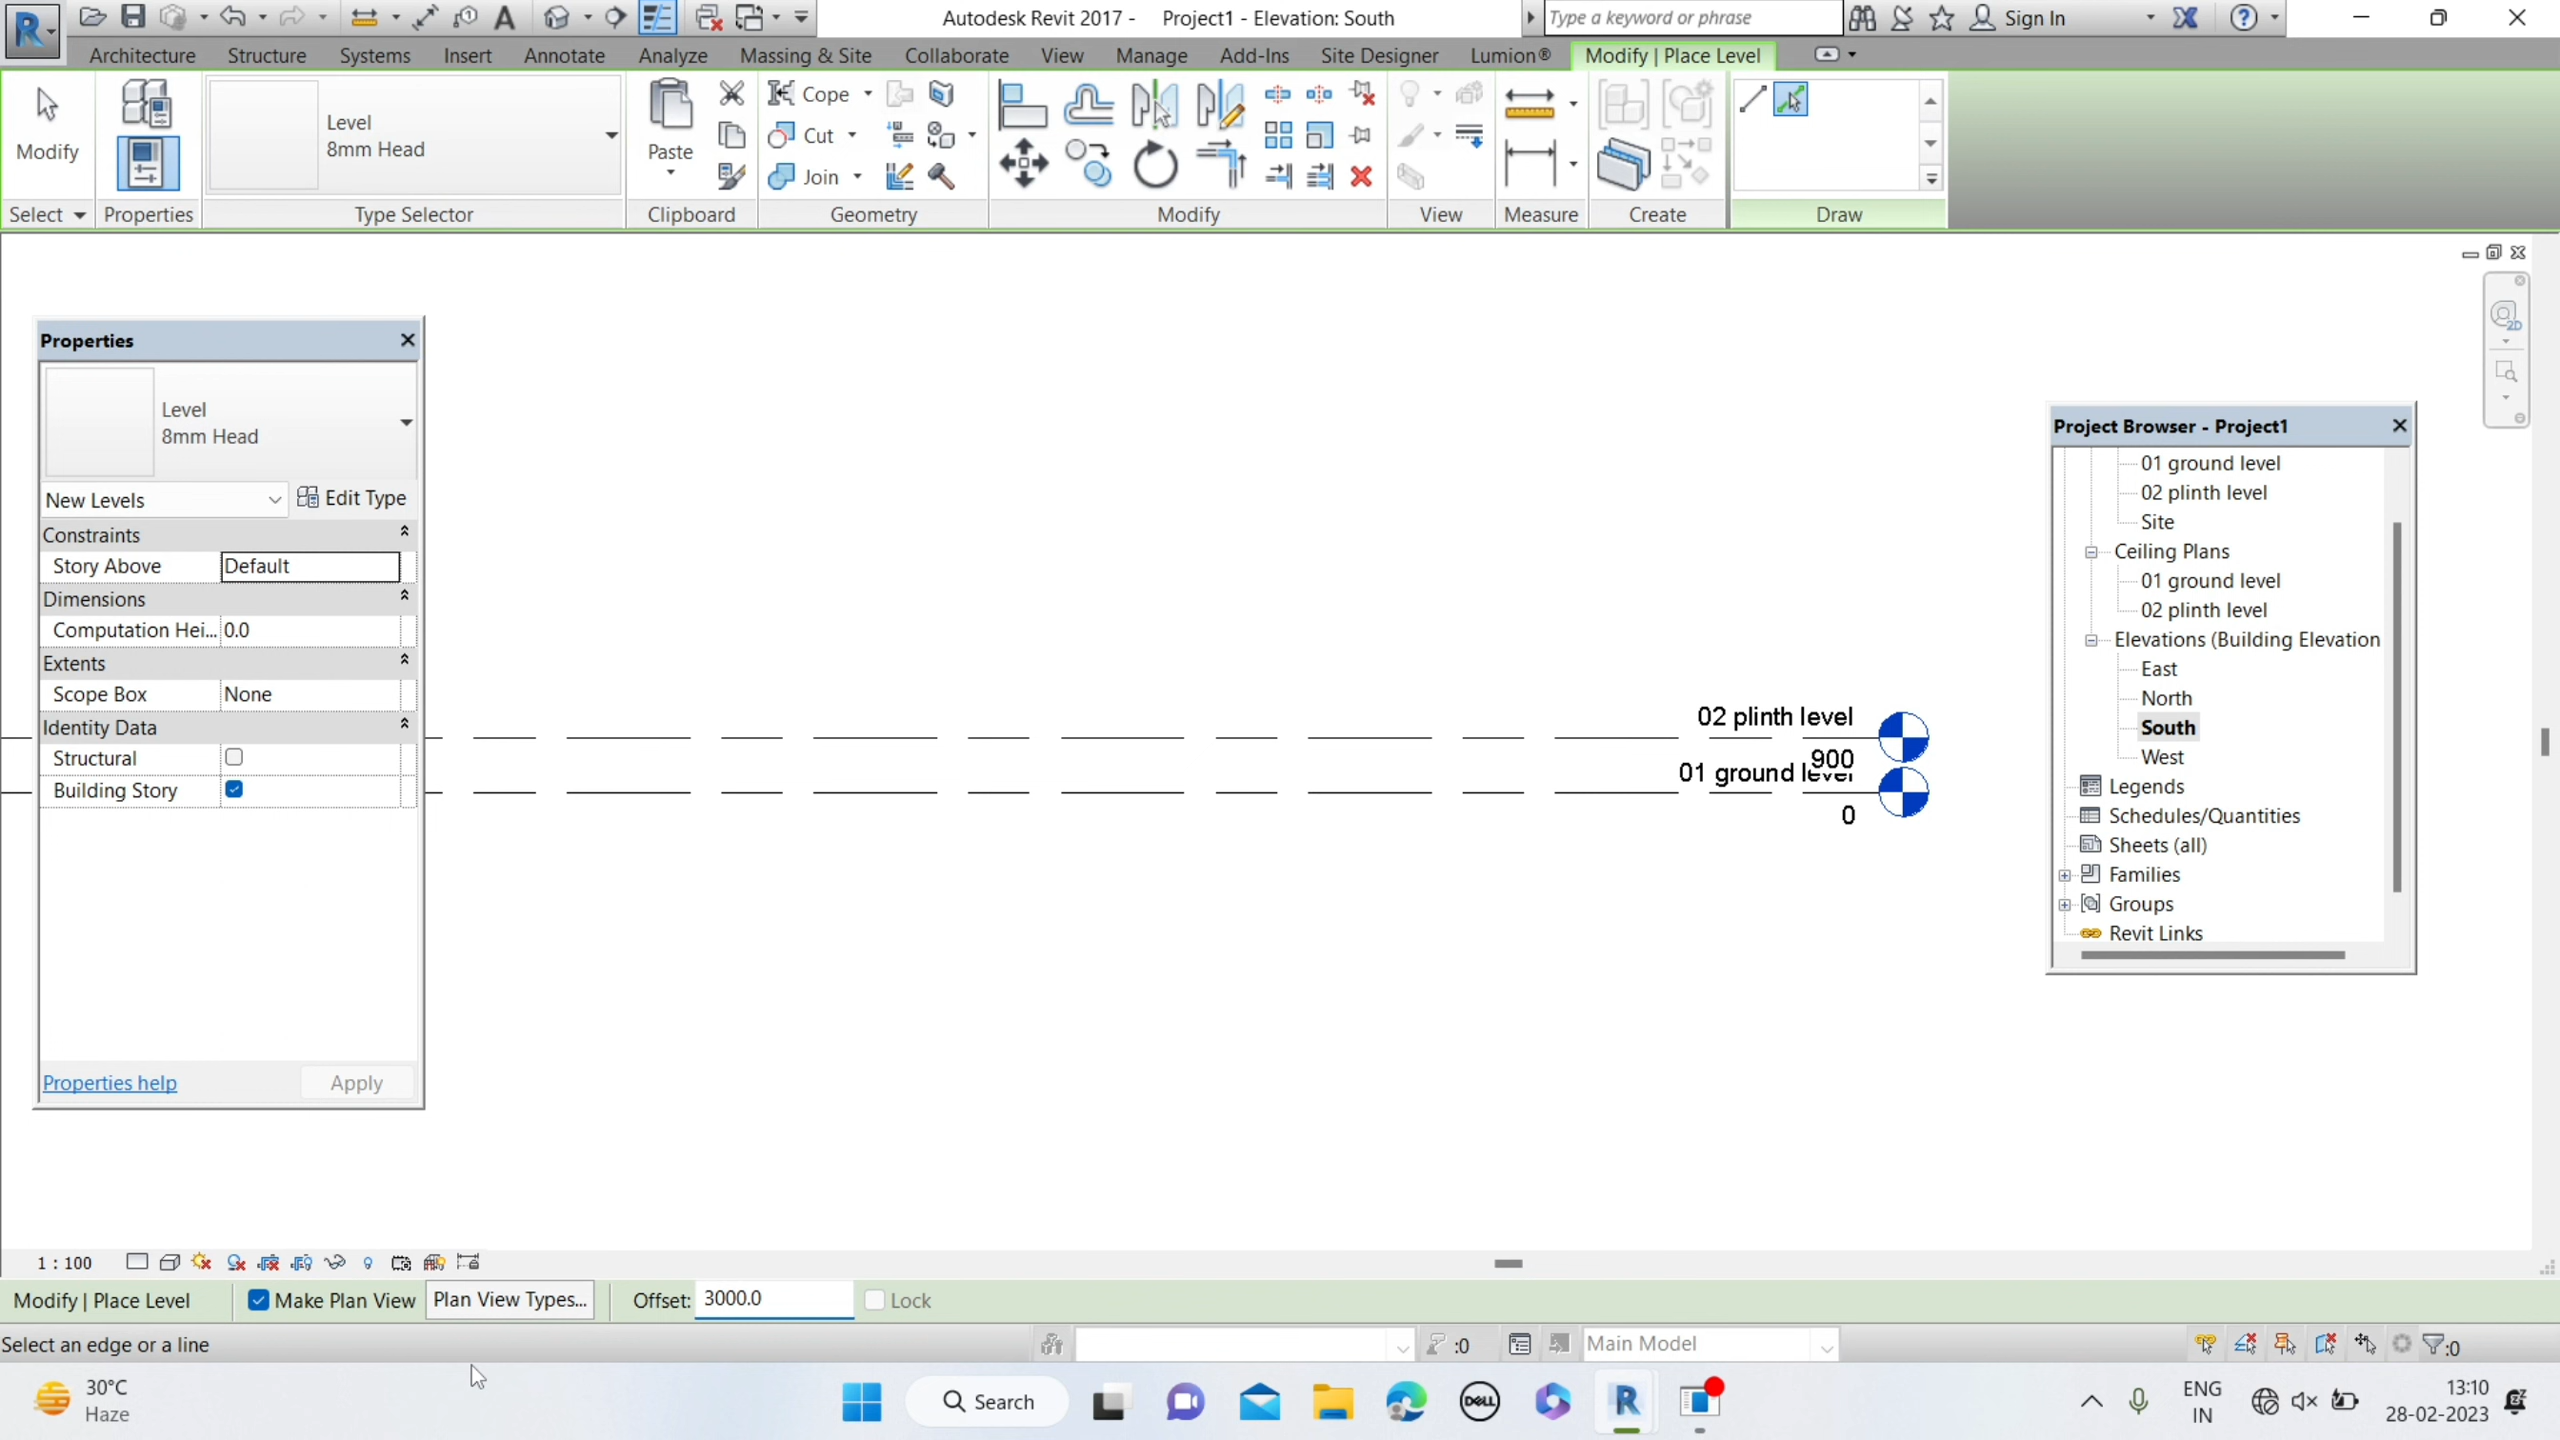 Autodesk Revit 2017 - Project1 - Elevation: South
Type a keyword or phrase
Sign In
Architecture Structure Systems Insert Annotate Analyze Massing & Site Collaborate View Manage Add-Ins Site Designer Lumion® Modify | Place Level
Modify
Level
8mm Head
Paste
Cope
Cut
Join
Select Properties Type Selector Clipboard Geometry Modify View Measure Create Draw
Properties
Level
8mm Head
New Levels
Edit Type
Constraints
Story Above Default
Dimensions
Computation Hei... 0.0
Extents
Scope Box None
Identity Data
Structural
Building Story
Properties help
Apply
02 plinth level
900
01 ground level
0
Project Browser - Project1
01 ground level
02 plinth level
Site
Ceiling Plans
01 ground level
02 plinth level
Elevations (Building Elevation
East
North
South
West
Legends
Schedules/Quantities
Sheets (all)
Families
Groups
Revit Links
1 : 100
Modify | Place Level Make Plan View Plan View Types... Offset: 3000.0 Lock
Select an edge or a line
:0
Main Model
:0
30°C
Haze
Search
DELL
ENG
IN
13:10
28-02-2023